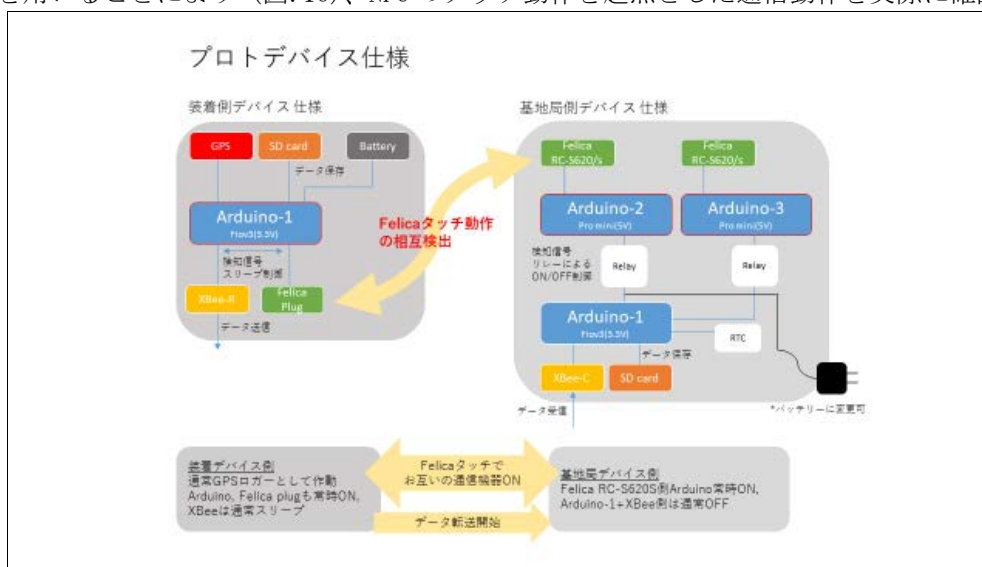 プロトデバイス仕様
装着側デバイス仕様
GPS
SD card
Battery
データ保存
Arduino-1
Fiov3(3.3V)
検知信号
スリープ制御
XBee-R
Felica
Plug
データ送信
Felicaタッチ動作
の相互検出
基地局側デバイス仕様
Felica
RC-S620/s
Felica
RC-S620/s
Arduino-2
Pro mini(5V)
Arduino-3
Pro mini(5V)
検知信号
リレーによる
ON/OFF制御
Relay
Relay
Arduino-1
Fiov3(3.3V)
RTC
データ保存
XBee-C
SD card
データ受信
*バッテリーに変更可
装着デバイス側
通常GPSロガーとして作動
Arduino, Felica plugも常時ON,
XBeeは通常スリープ
Felicaタッチで
お互いの通信機器ON
データ転送開始
基地局デバイス側
Felica RC-S620S側Arduino常時ON,
Arduino-1+XBee側は通常OFF